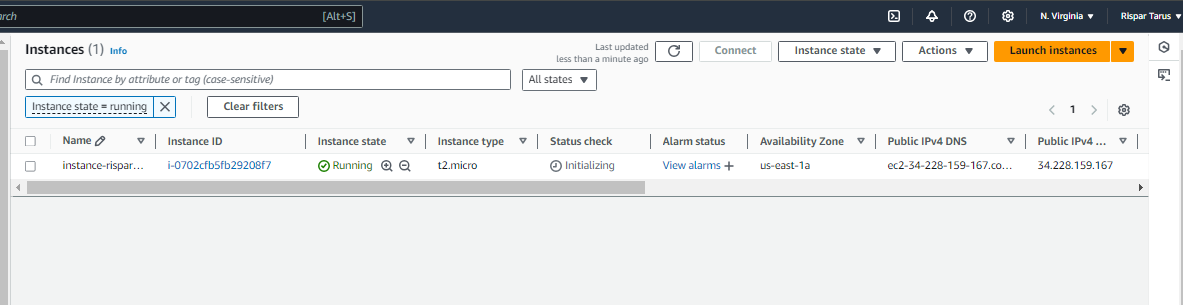 arch [Alt+S] N. Virginia Rispar Tarus
Instances (1) Info Last updated less than a minute ago Connect Instance state Actions Launch instances
Find Instance by attribute or tag (case-sensitive) All states
Instance state = running Clear filters
1
Name Instance ID Instance state Instance type Status check Alarm status Availability Zone Public IPv4 DNS Public IPv4 ...
instance-rispar... i-0702cfb5fb29208f7 Running t2.micro Initializing View alarms + us-east-1a ec2-34-228-159-167.co... 34.228.159.167